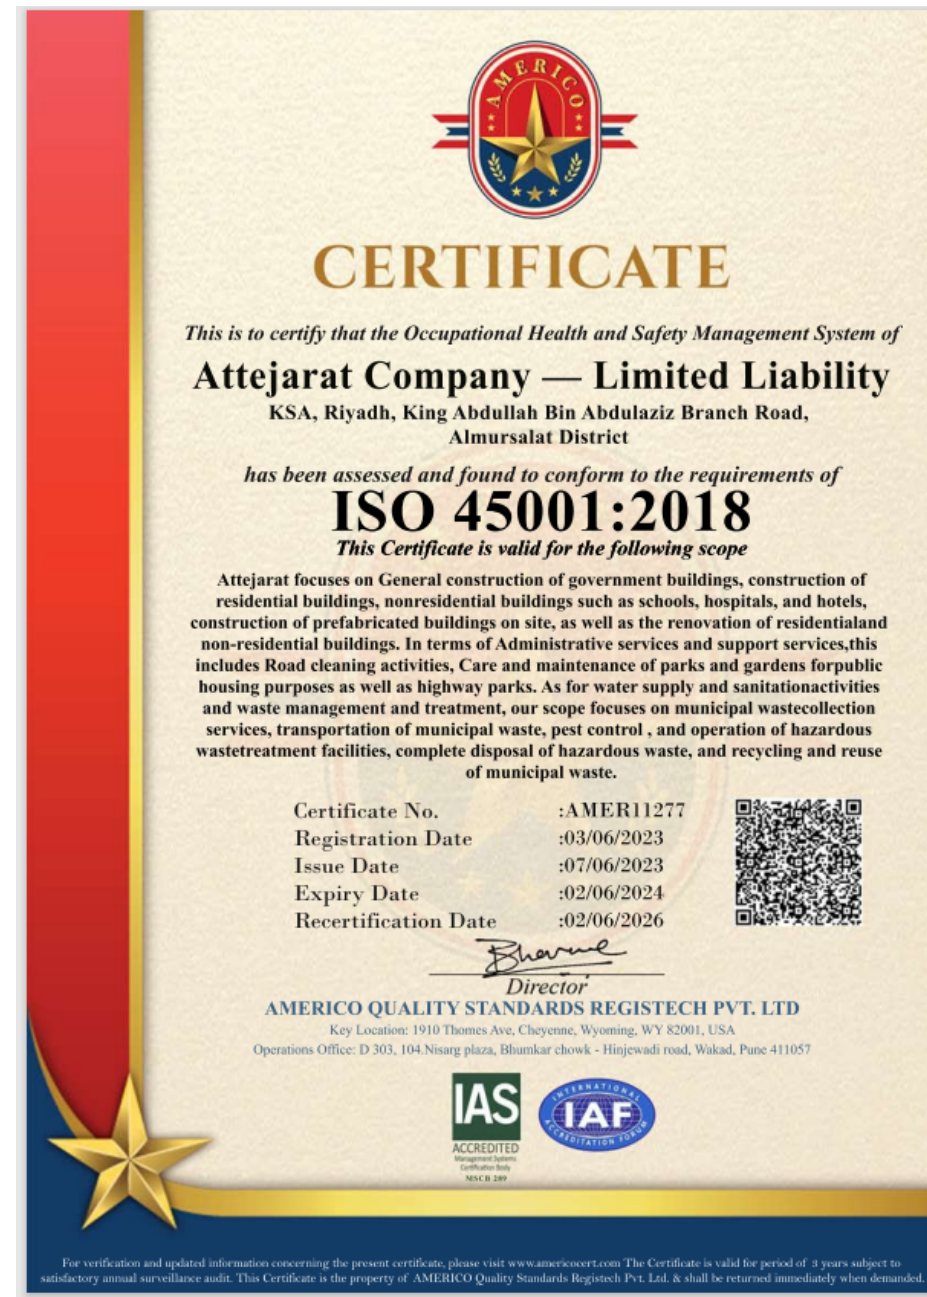 AMERICO
CERTIFICATE
This is to certify that the Occupational Health and Safety Management System of
Attejarat Company — Limited Liability
KSA, Riyadh, King Abdullah Bin Abdulaziz Branch Road,
Almursalat District
has been assessed and found to conform to the requirements of
ISO 45001:2018
This Certificate is valid for the following scope
Attejarat focuses on General construction of government buildings, construction of
residential buildings, nonresidential buildings such as schools, hospitals, and hotels,
construction of prefabricated buildings on site, as well as the renovation of residentialand
non-residential buildings. In terms of Administrative services and support services,this
includes Road cleaning activities, Care and maintenance of parks and gardens forpublic
housing purposes as well as highway parks. As for water supply and sanitationactivities
and waste management and treatment, our scope focuses on municipal wastecollection
services, transportation of municipal waste, pest control , and operation of hazardous
wastetreatment facilities, complete disposal of hazardous waste, and recycling and reuse
of municipal waste.
Certificate No. :AMER11277
Registration Date :03/06/2023
Issue Date :07/06/2023
Expiry Date :02/06/2024
Recertification Date :02/06/2026
Director
AMERICO QUALITY STANDARDS REGISTECH PVT. LTD
Key Location: 1910 Thomes Ave, Cheyenne, Wyoming, WY 82001, USA
Operations Office: D 303, 104.Nisarg plaza, Bhumkar chowk - Hinjewadi road, Wakad, Pune 411057
IAS
ACCREDITED
Management Systems
Certification Body
MSCB 289
INTERNATIONAL
IAF
ACCREDITATION FORUM
For verification and updated information concerning the present certificate, please visit www.americocert.com The Certificate is valid for period of 3 years subject to
satisfactory annual surveillance audit. This Certificate is the property of AMERICO Quality Standards Registech Pvt. Ltd. & shall be returned immediately when demanded.